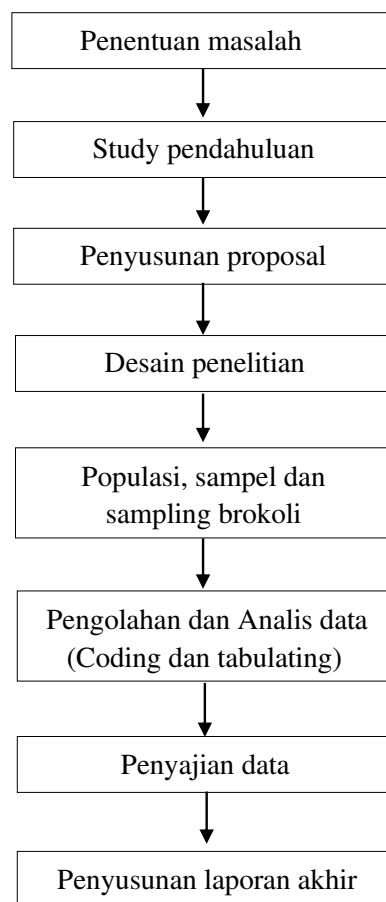 Penentuan masalah
Study pendahuluan
Penyusunan proposal
Desain penelitian
Populasi, sampel dan
sampling brokoli
Pengolahan dan Analis data
(Coding dan tabulating)
Penyajian data
Penyusunan laporan akhir